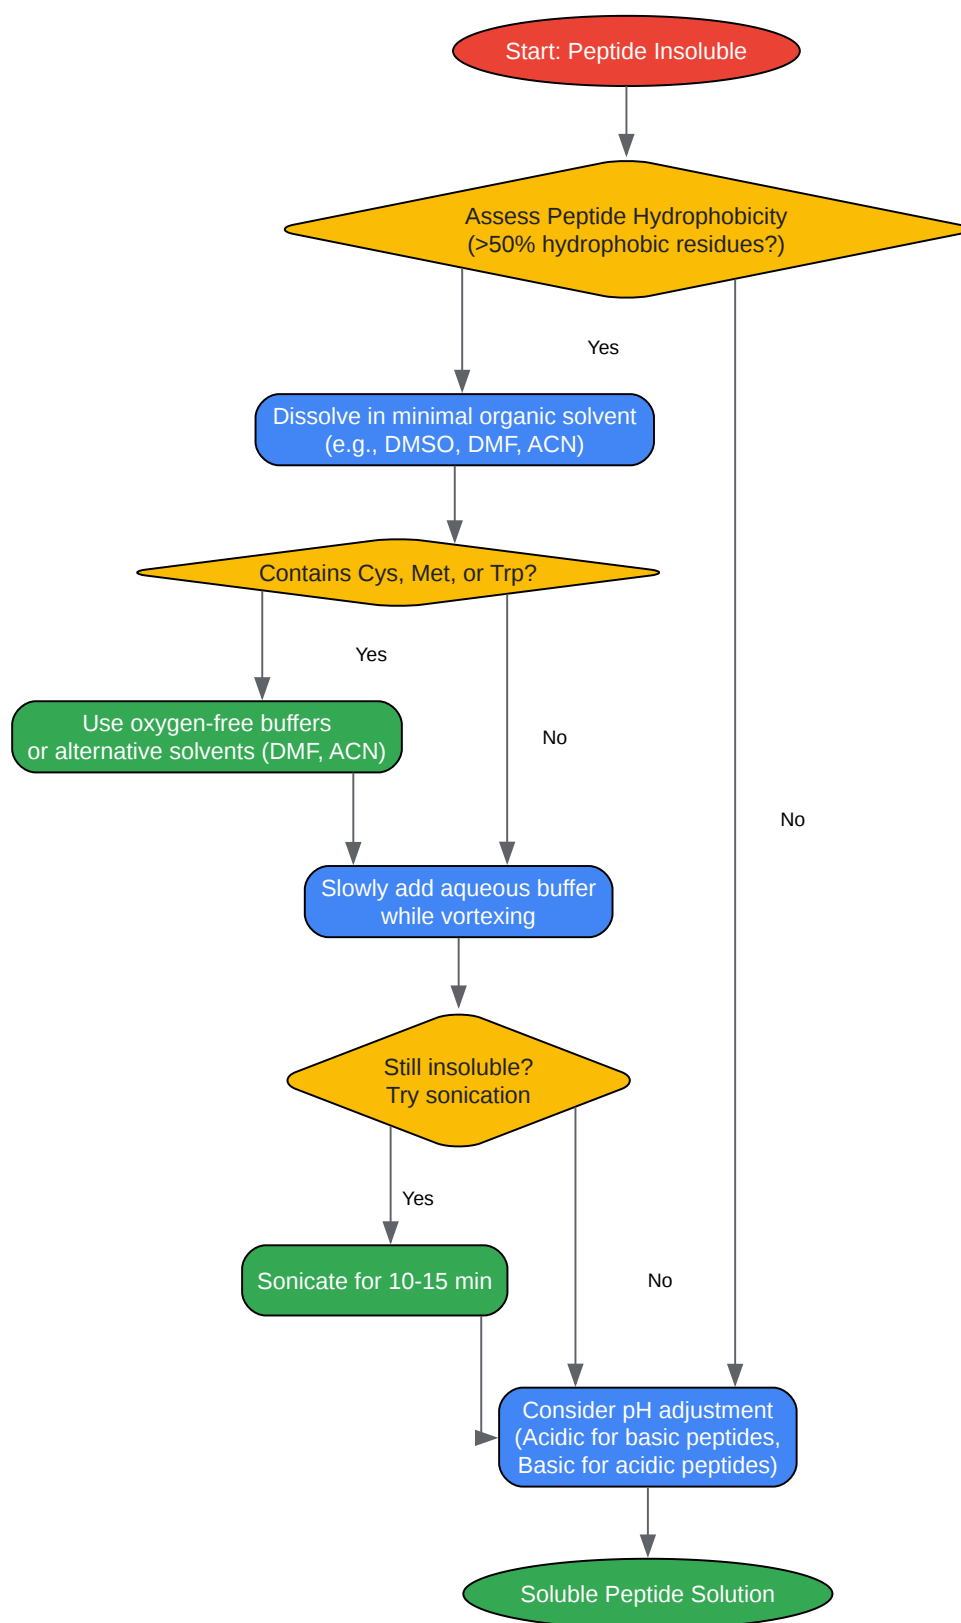 Start: Peptide Insoluble
Assess Peptide Hydrophobicity
(>50% hydrophobic residues?)
Yes
Dissolve in minimal organic solvent
(e.g., DMSO, DMF, ACN)
Contains Cys, Met, or Trp?
Yes
Use oxygen-free buffers
or alternative solvents (DMF, ACN)
No
No
Slowly add aqueous buffer
while vortexing
Still insoluble?
Try sonication
Yes
Sonicate for 10-15 min
No
Consider pH adjustment
(Acidic for basic peptides,
Basic for acidic peptides)
Soluble Peptide Solution